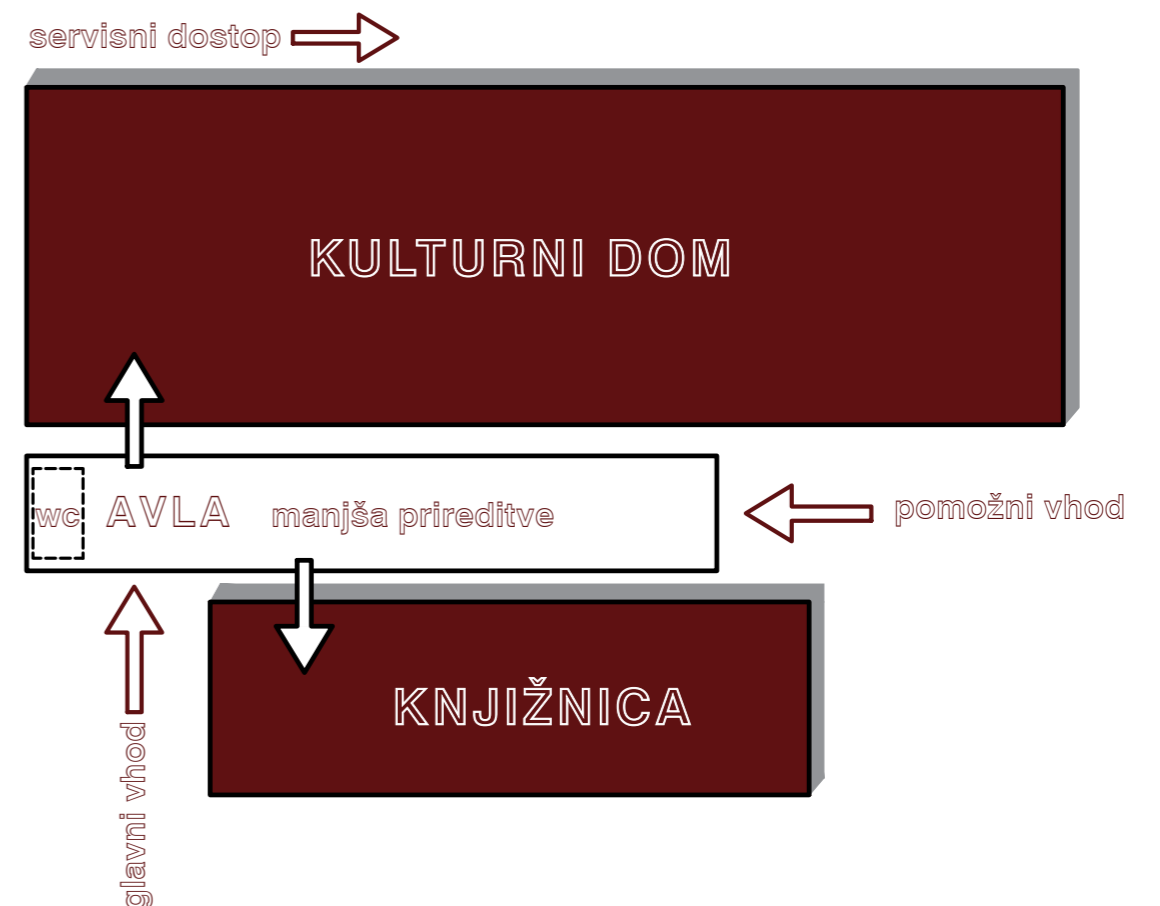 servisni dostop
KULTURNI DOM
wc
AVLA
manjša prireditve
pomožni vhod
KNJIŽNICA
glavni vhod